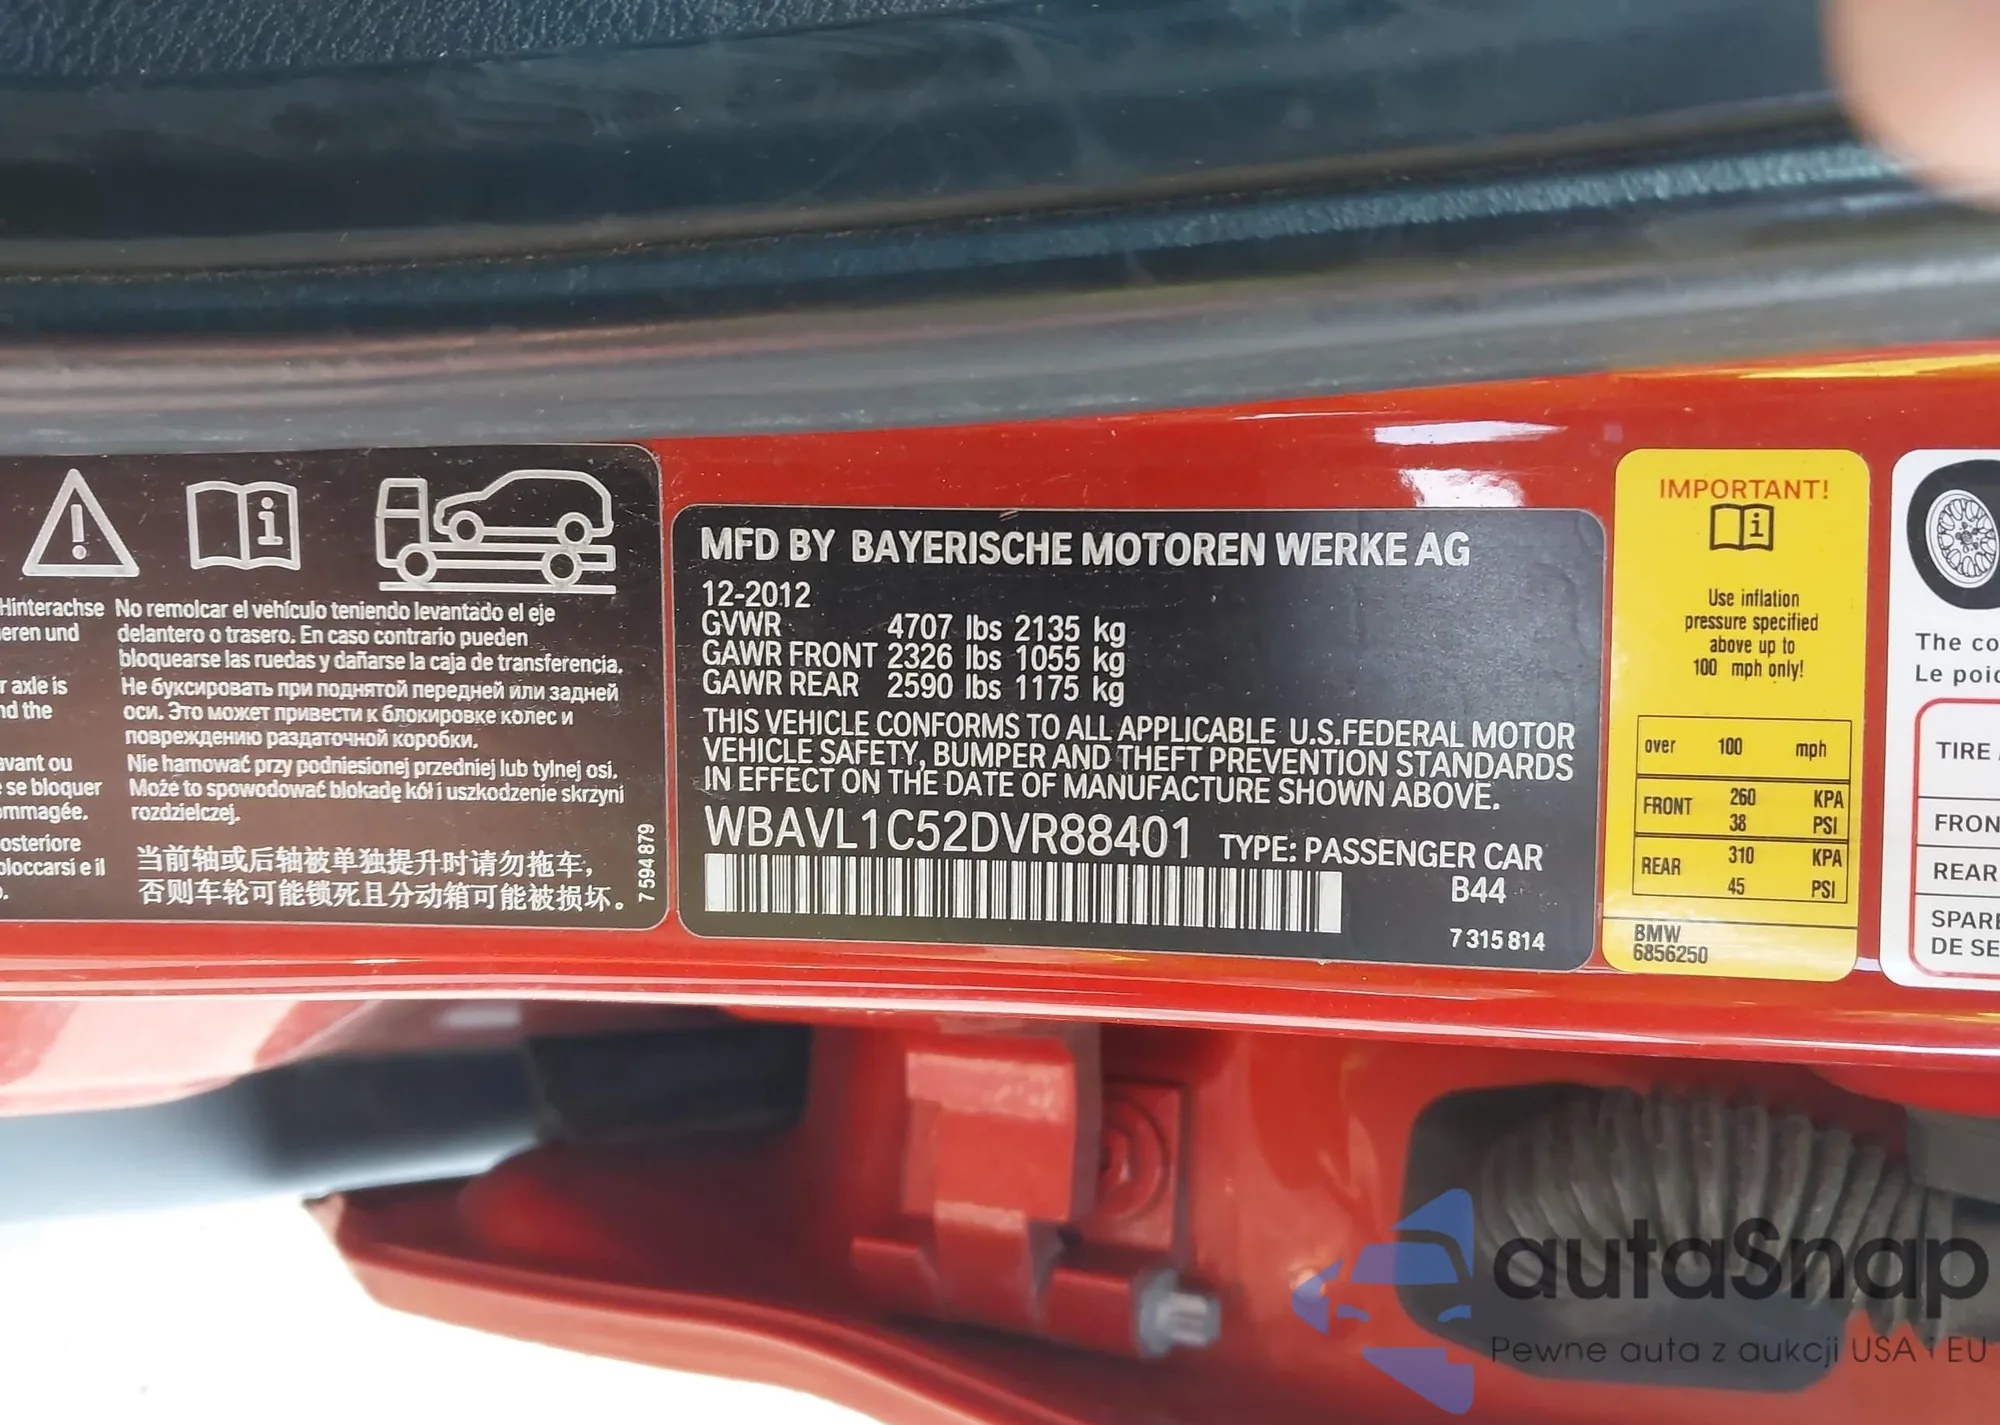 Hinterachse
ieren und
r axle is
nd the
avant ou
e se bloquer
ommagée.
osteriore
bloccarsi e il
No remolcar el vehículo teniendo levantado el eje
delantero o trasero. En caso contrario pueden
bloquearse las ruedas y dañarse la caja de transferencia.
Не буксировать при поднятой передней или задней
оси. Это может привести к блокировке колес и
повреждению раздаточной коробки.
Nie hamować przy podniesionej przedniej lub tylnej osi.
Może to spowodować blokadę kół i uszkodzenie skrzyni
rozdzielczej.
当前轴或后轴被单独提升时请勿拖车，
否则车轮可能锁死且分动箱可能被损坏。
7 594 879
MFD BY BAYERISCHE MOTOREN WERKE AG
12-2012
GVWR 4707 lbs 2135 kg
GAWR FRONT 2326 lbs 1055 kg
GAWR REAR 2590 lbs 1175 kg
THIS VEHICLE CONFORMS TO ALL APPLICABLE U.S.FEDERAL MOTOR
VEHICLE SAFETY, BUMPER AND THEFT PREVENTION STANDARDS
IN EFFECT ON THE DATE OF MANUFACTURE SHOWN ABOVE.
WBAVL1C52DVR88401 TYPE: PASSENGER CAR
B44
7 315 814
IMPORTANT!
Use inflation
pressure specified
above up to
100 mph only!
over 100 mph
FRONT 260 KPA
38 PSI
REAR 310 KPA
45 PSI
BMW
6856250
The co
Le poid
TIRE
FRON
REAR
SPARE
DE SE
autaSnap
Pewne auta z aukcji USA i EU